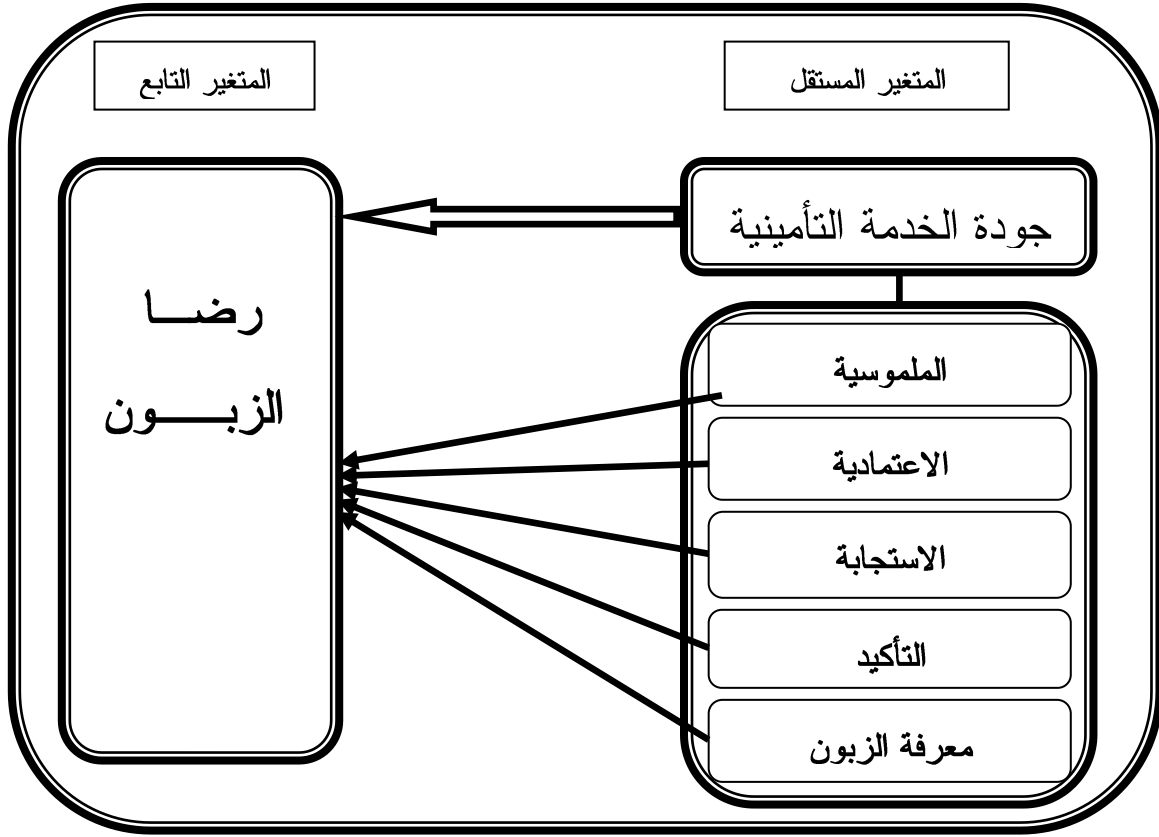 المتغير المستقل
المتغير التابع
جودة الخدمة التأمينية
رضــا
الزبـــون
الملموسية
الاعتمادية
الاستجابة
التأكيد
معرفة الزبون